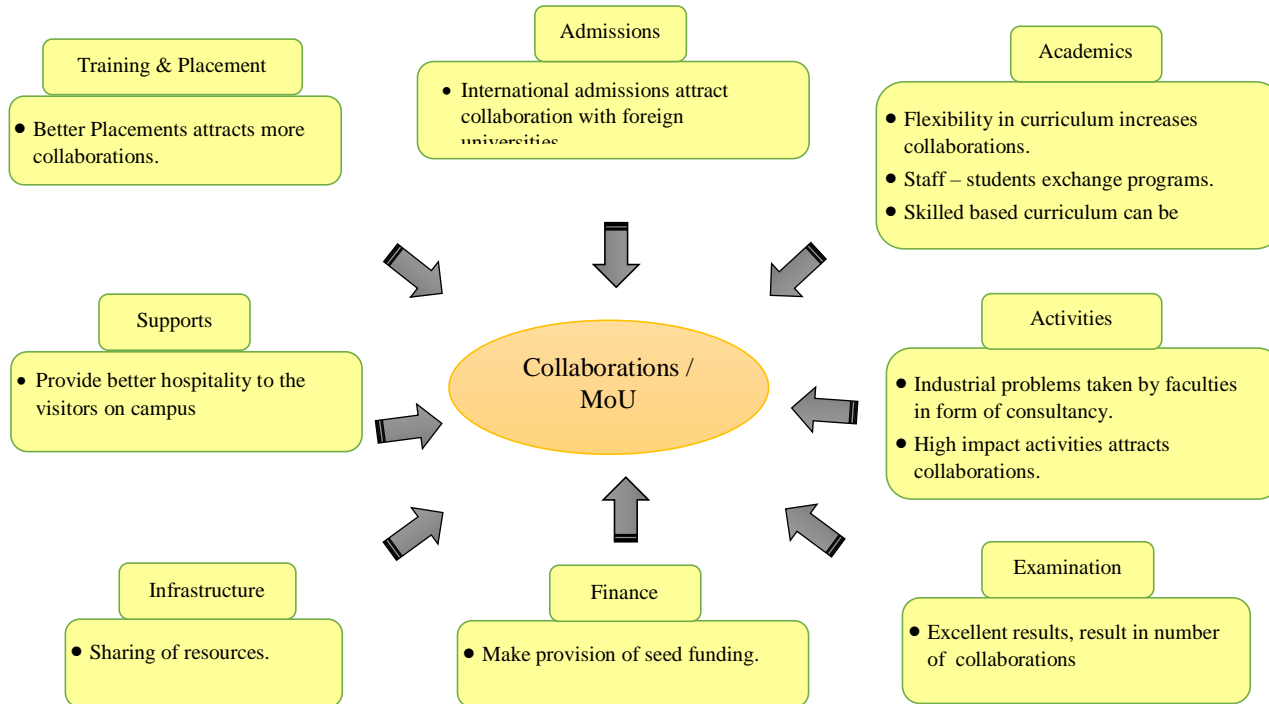 Training & Placement
• Better Placements attracts more
collaborations.
Admissions
• International admissions attract
collaboration with foreign
universities
Academics
• Flexibility in curriculum increases
collaborations.
• Staff – students exchange programs.
• Skilled based curriculum can be
Supports
• Provide better hospitality to the
visitors on campus
Collaborations /
MoU
Activities
• Industrial problems taken by faculties
in form of consultancy.
• High impact activities attracts
collaborations.
Infrastructure
• Sharing of resources.
Finance
• Make provision of seed funding.
Examination
• Excellent results, result in number
of collaborations